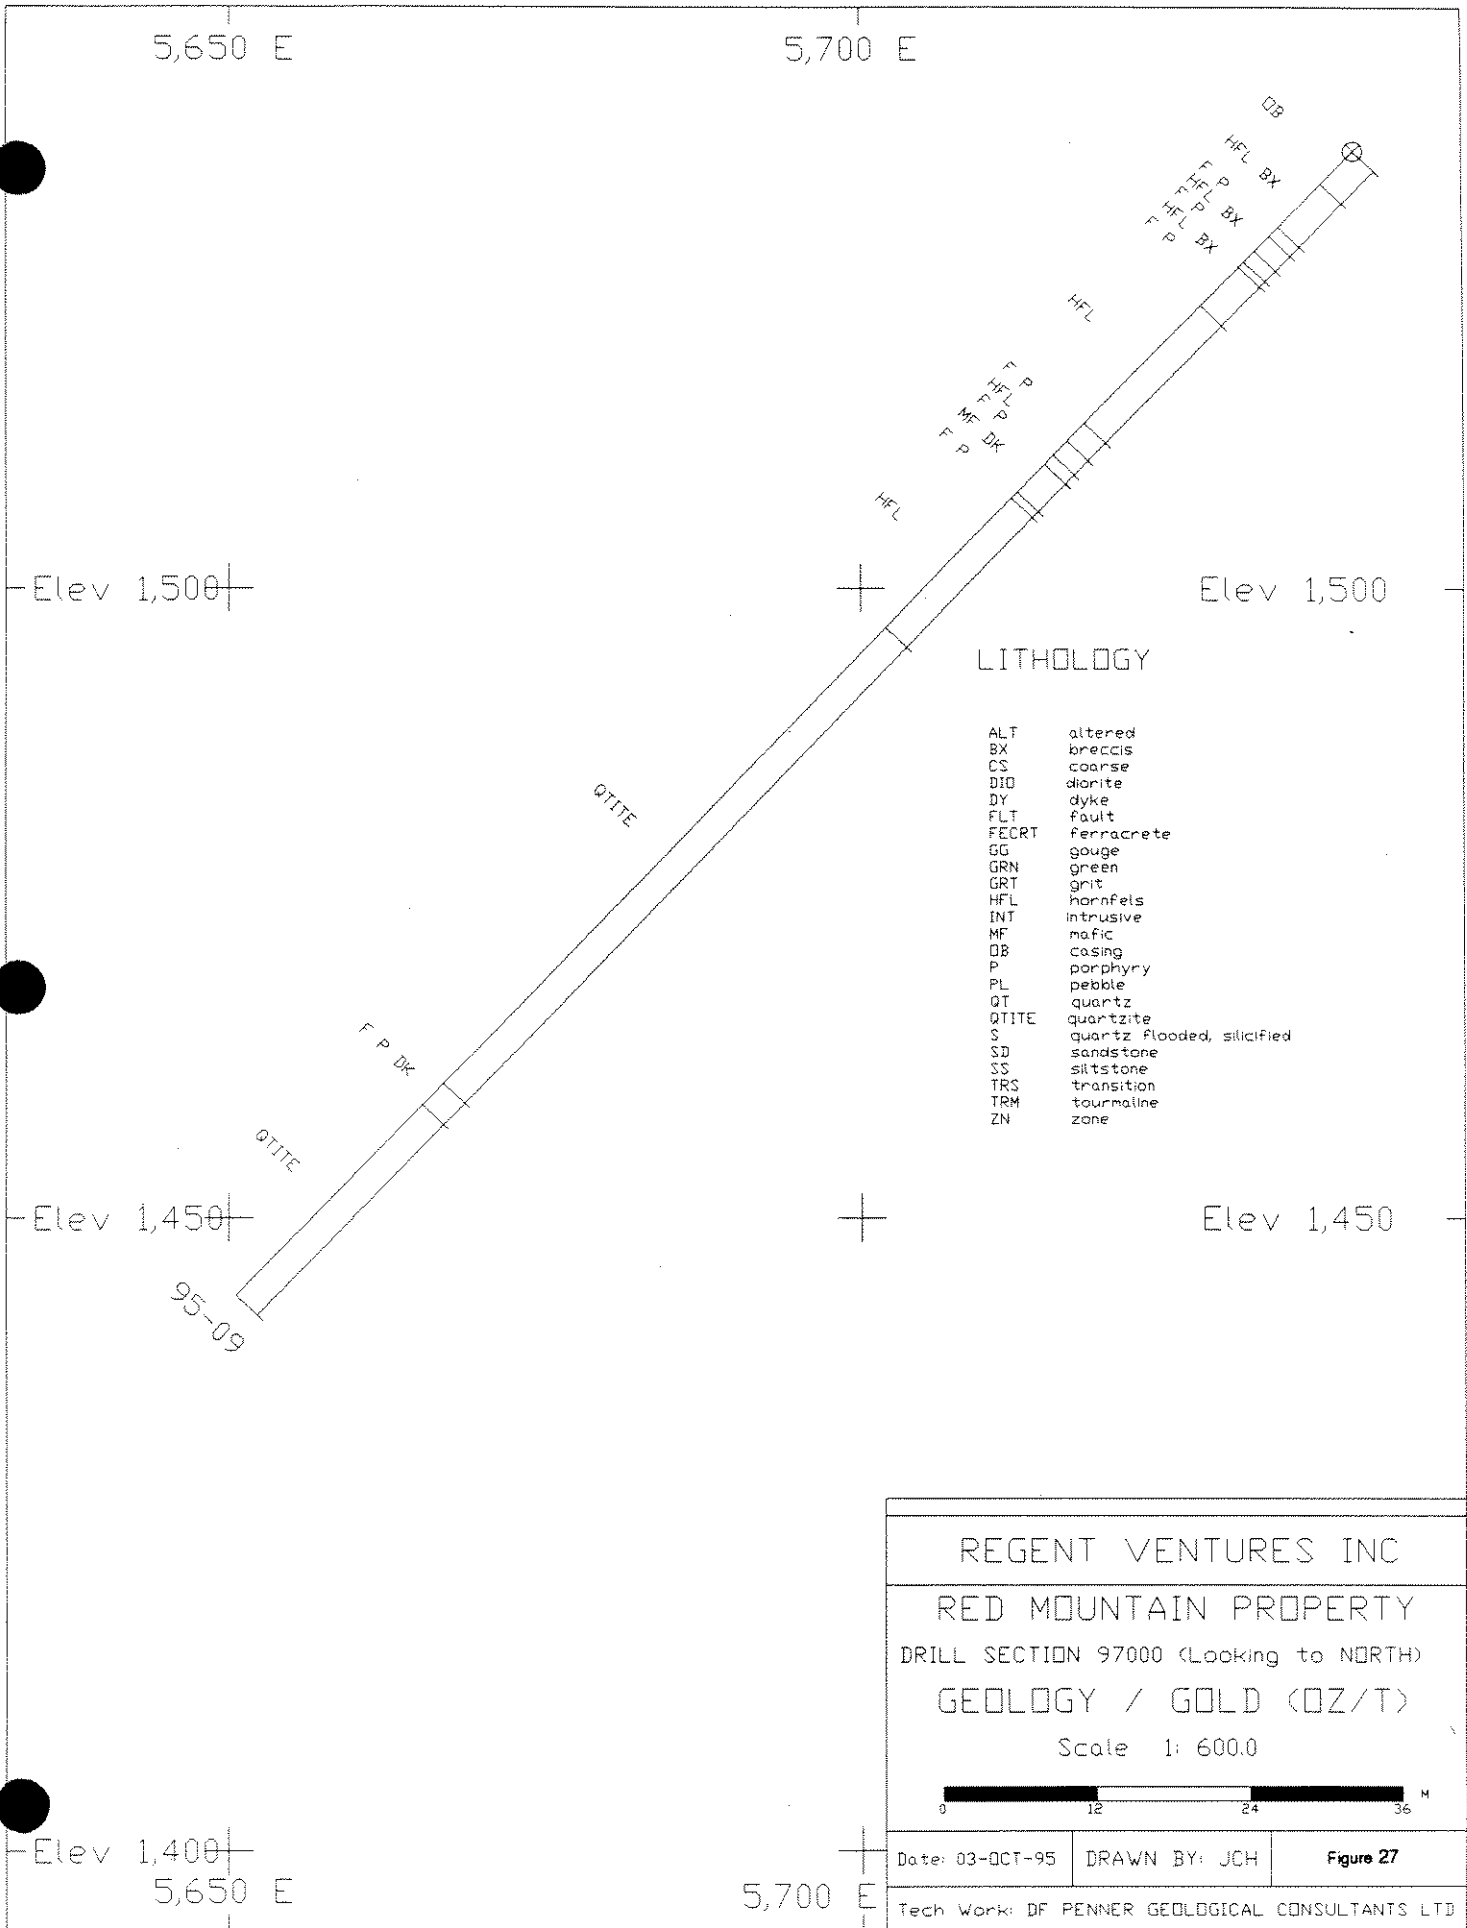 5,650 E
5,700 E
OB
HFL BX
F P
HFL BX
F P
HFL BX
F P
HFL
F P
HFL
F P
MF DK
F P
HFL
Elev 1,500
Elev 1,500
LITHOLOGY
ALT altered
BX breccis
CS coarse
DIO diorite
DY dyke
FLT fault
FECRT ferracrete
GG gouge
GRN green
GRT grit
HFL hornfels
INT intrusive
MF mafic
OB casing
P porphyry
PL pebble
QT quartz
QTITE quartzite
S quartz flooded, silicified
SD sandstone
SS siltstone
TRS transition
TRM tourmaline
ZN zone
QTITE
F P DK
QTITE
Elev 1,450
Elev 1,450
95-09
REGENT VENTURES INC
RED MOUNTAIN PROPERTY
DRILL SECTION 97000 (Looking to NORTH)
GEOLOGY / GOLD (OZ/T)
Scale 1: 600.0
0 12 24 36 M
Elev 1,400
5,650 E
5,700 E
Date: 03-OCT-95 DRAWN BY: JCH Figure 27
Tech Work: DF PENNER GEOLOGICAL CONSULTANTS LTD